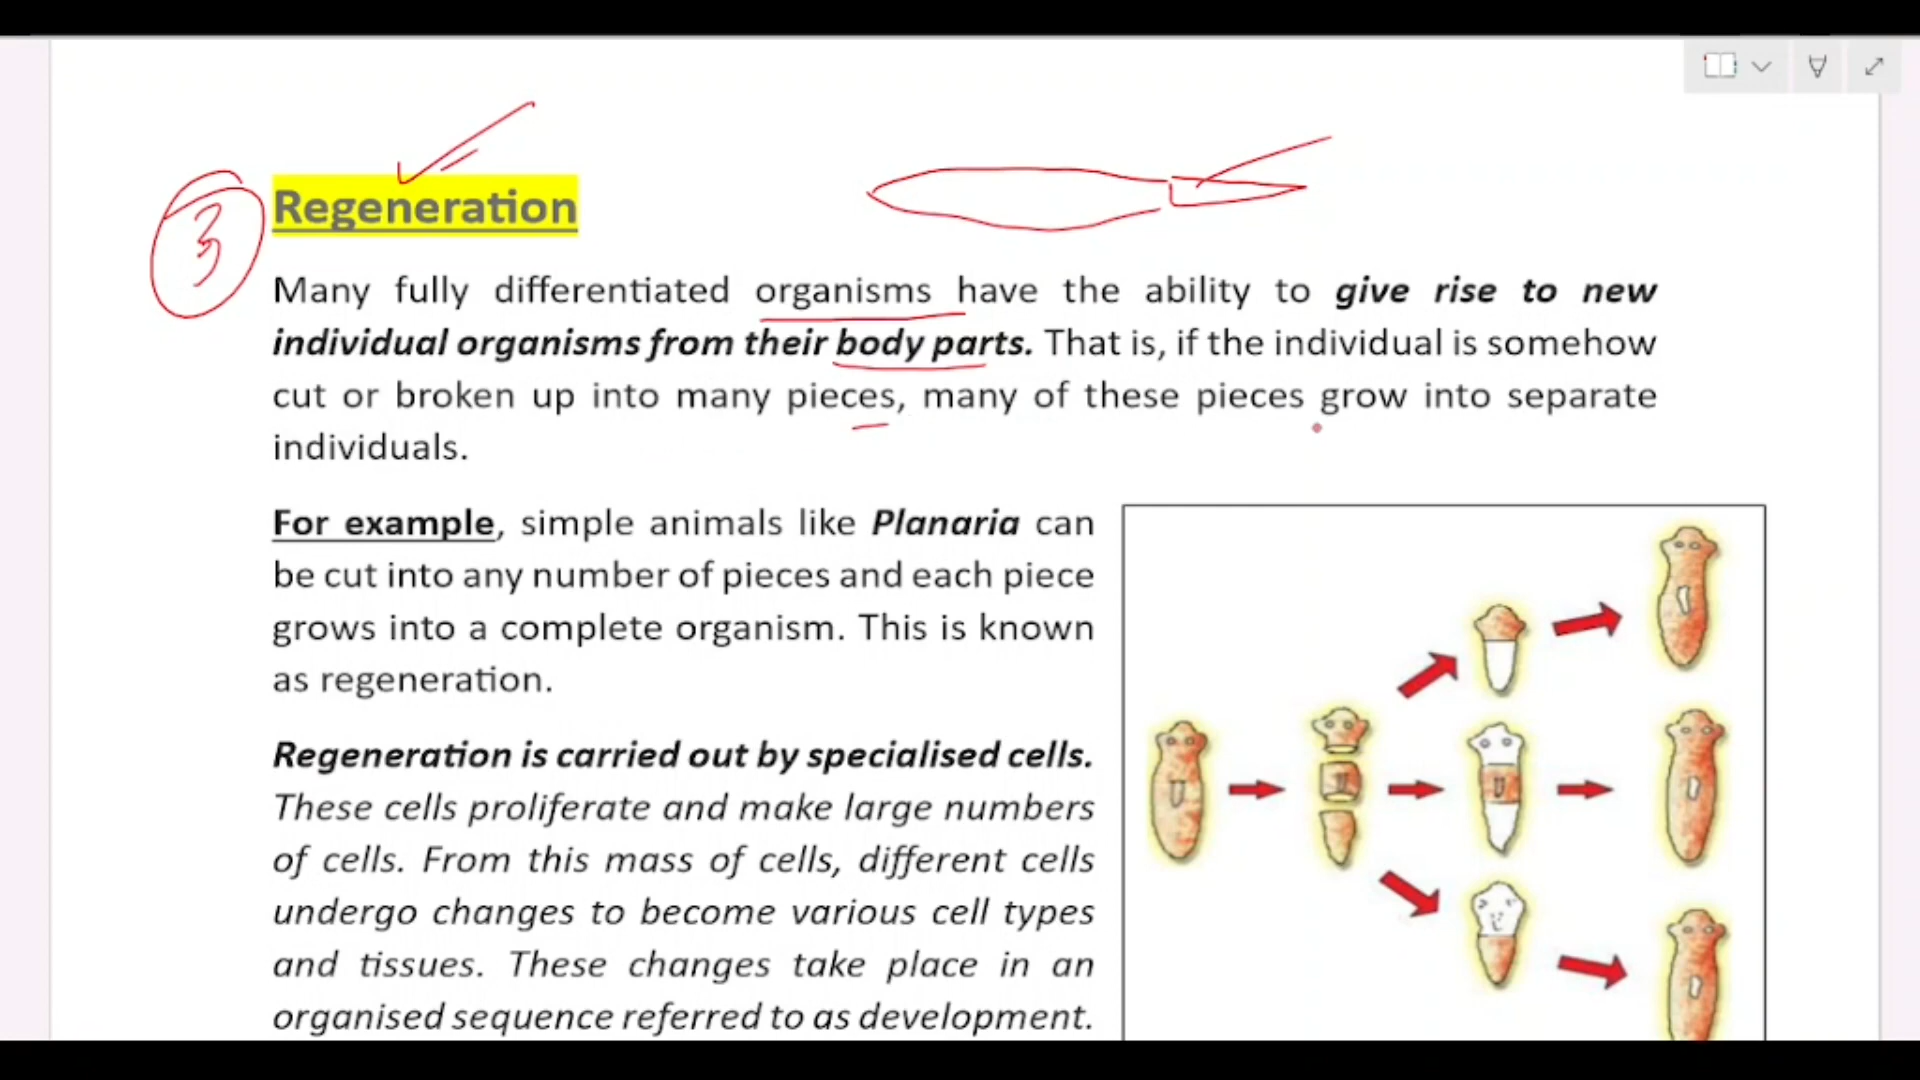 3
Regeneration
Many fully differentiated organisms have the ability to give rise to new
individual organisms from their body parts. That is, if the individual is somehow
cut or broken up into many pieces, many of these pieces grow into separate
individuals.
For example, simple animals like Planaria can
be cut into any number of pieces and each piece
grows into a complete organism. This is known
as regeneration.
Regeneration is carried out by specialised cells.
These cells proliferate and make large numbers
of cells. From this mass of cells, different cells
undergo changes to become various cell types
and tissues. These changes take place in an
organised sequence referred to as development.